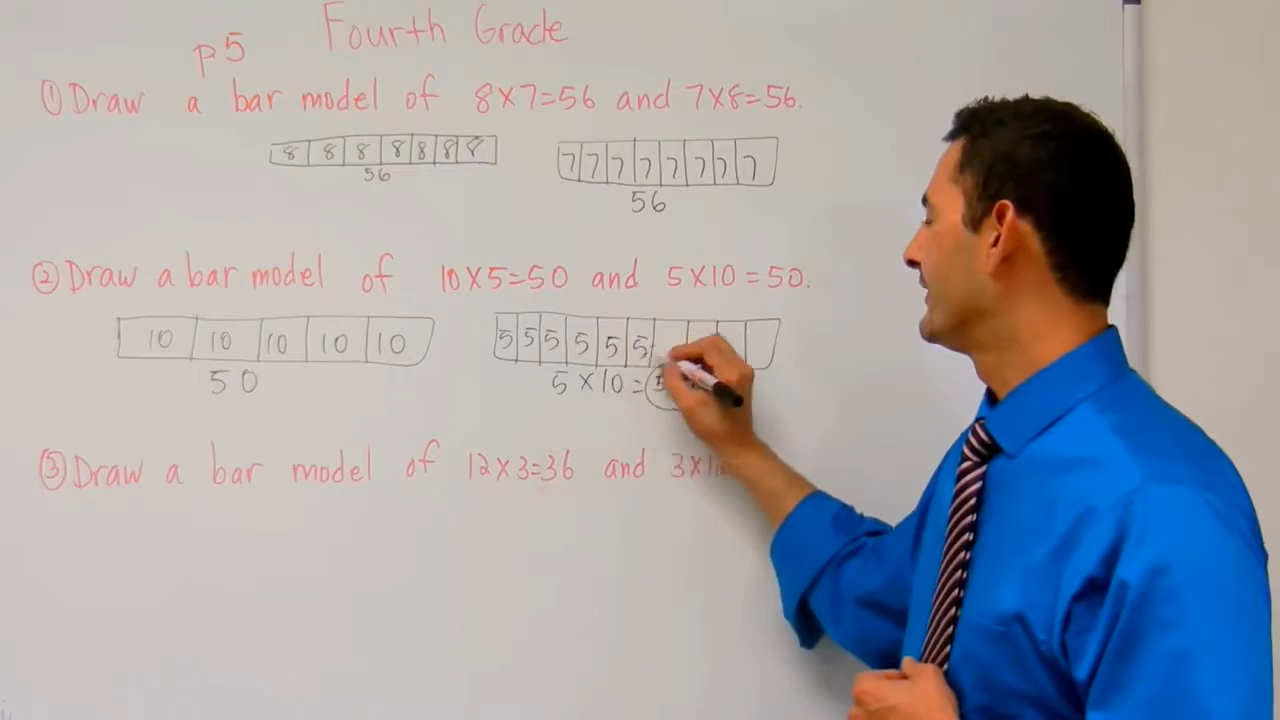 p5 Fourth Grade
① Draw a bar model of 8×7=56 and 7×8=56.
8 8 8 8 8 8 8 7 7 7 7 7 7 7 7
56 56
② Draw a bar model of 10×5=50 and 5×10=50.
10 10 10 10 10 5 5 5 5 5 5
50 5×10=
③ Draw a bar model of 12×3=36 and 3×